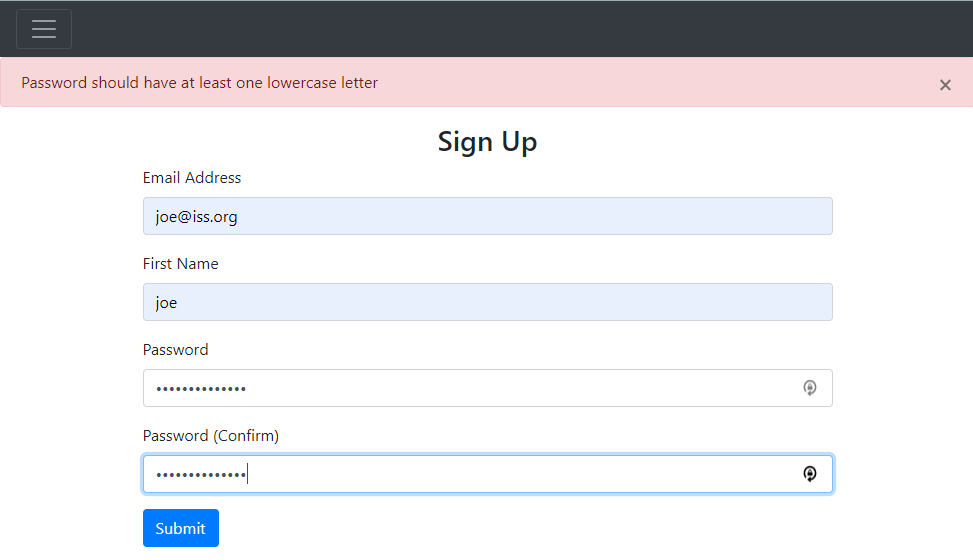 Password should have at least one lowercase letter ×
Sign Up
Email Address
joe@iss.org
First Name
joe
Password
••••••••••••••
Password (Confirm)
••••••••••••••
Submit